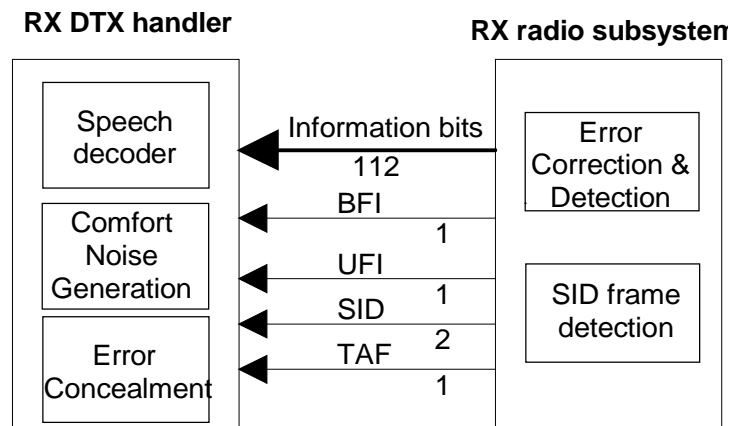 RX DTX handler
RX radio subsystem
Speech
decoder
Comfort
Noise
Generation
Error
Concealment
Information bits
112
BFI
1
UFI
1
SID
2
TAF
1
Error
Correction &
Detection
SID frame
detection